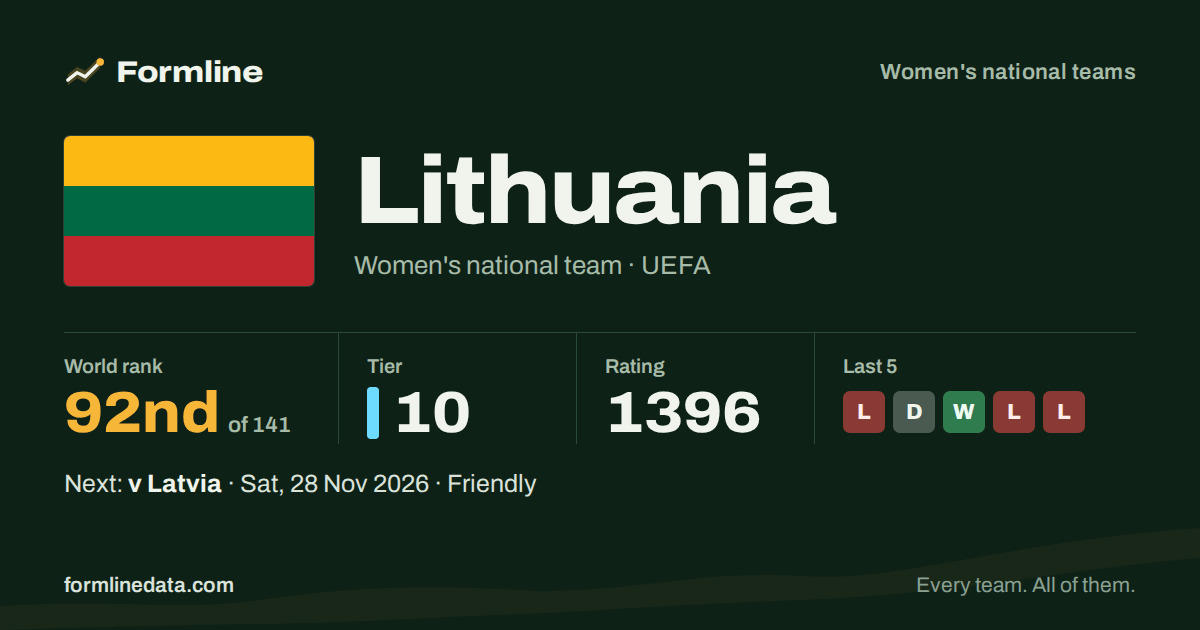 Formline
Women's national teams
Lithuania
Women's national team · UEFA
World rank
92nd of 141
Tier
10
Rating
1396
Last 5
L D W L L
Next: v Latvia · Sat, 28 Nov 2026 · Friendly
formlinedata.com
Every team. All of them.